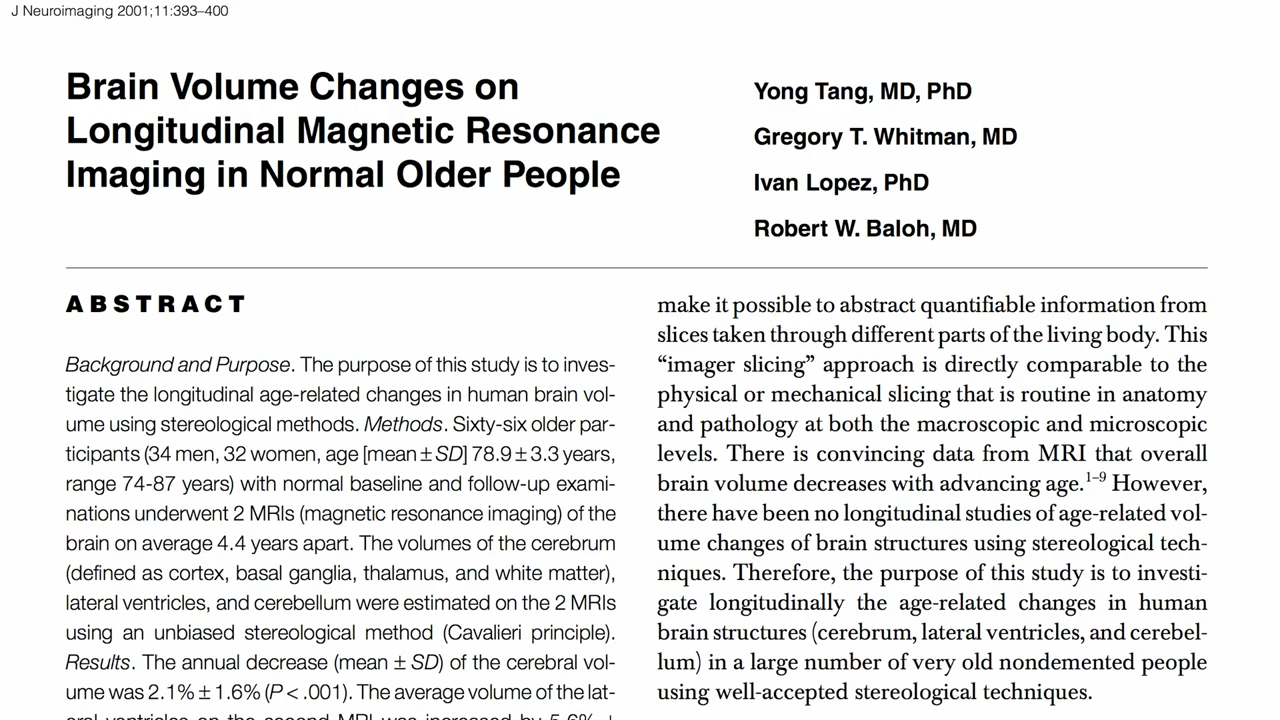 J Neuroimaging 2001;11:393–400
Brain Volume Changes on
Longitudinal Magnetic Resonance
Imaging in Normal Older People
Yong Tang, MD, PhD
Gregory T. Whitman, MD
Ivan Lopez, PhD
Robert W. Baloh, MD
ABSTRACT
Background and Purpose. The purpose of this study is to inves-
tigate the longitudinal age-related changes in human brain vol-
ume using stereological methods. Methods. Sixty-six older par-
ticipants (34 men, 32 women, age [mean ± SD] 78.9 ± 3.3 years,
range 74-87 years) with normal baseline and follow-up exami-
nations underwent 2 MRIs (magnetic resonance imaging) of the
brain on average 4.4 years apart. The volumes of the cerebrum
(defined as cortex, basal ganglia, thalamus, and white matter),
lateral ventricles, and cerebellum were estimated on the 2 MRIs
using an unbiased stereological method (Cavalieri principle).
Results. The annual decrease (mean ± SD) of the cerebral vol-
ume was 2.1% ± 1.6% (P < .001). The average volume of the lat-
eral ventricles on the second MRI was increased by 5.6% ±
make it possible to abstract quantifiable information from
slices taken through different parts of the living body. This
“imager slicing” approach is directly comparable to the
physical or mechanical slicing that is routine in anatomy
and pathology at both the macroscopic and microscopic
levels. There is convincing data from MRI that overall
brain volume decreases with advancing age.1–9 However,
there have been no longitudinal studies of age-related vol-
ume changes of brain structures using stereological tech-
niques. Therefore, the purpose of this study is to investi-
gate longitudinally the age-related changes in human
brain structures (cerebrum, lateral ventricles, and cerebel-
lum) in a large number of very old nondemented people
using well-accepted stereological techniques.